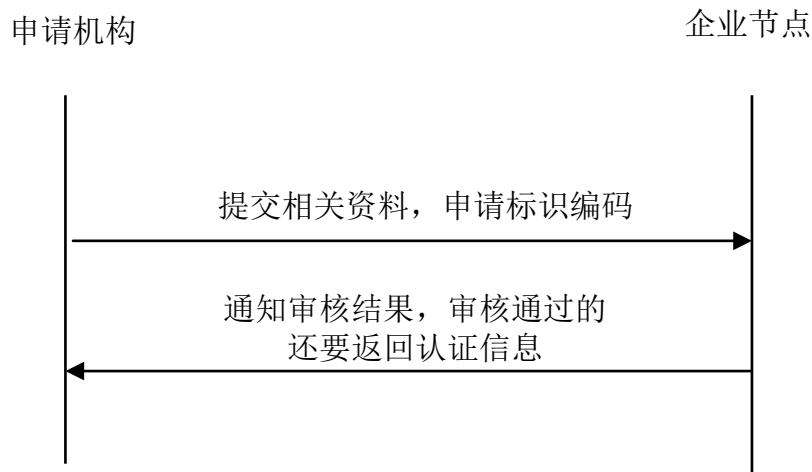 申请机构
企业节点
提交相关资料，申请标识编码
通知审核结果，审核通过的
还要返回认证信息